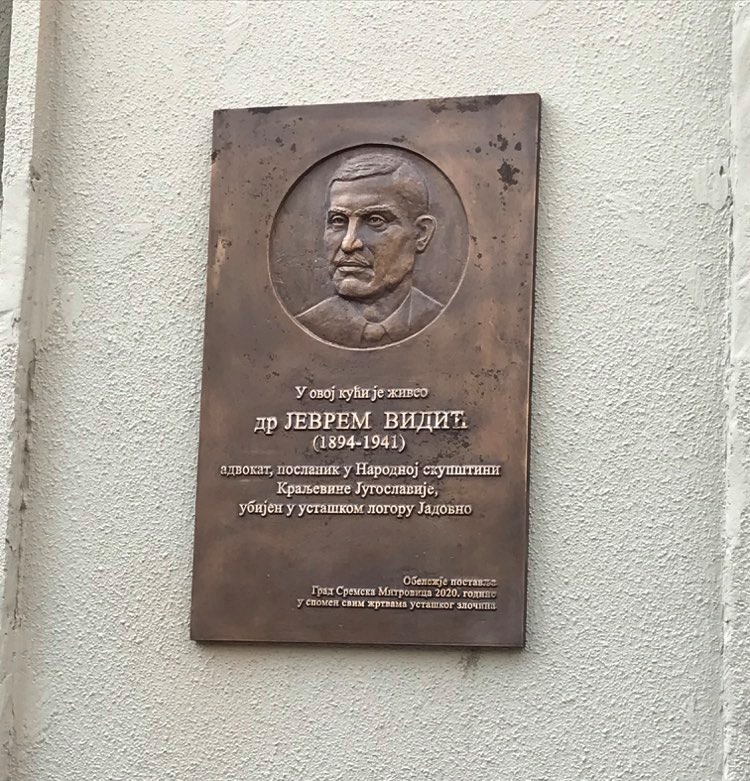 У овој кући је живео
др ЈЕВРЕМ ВИДИЋ
(1894-1941)
адвокат, посланик у Народној скупштини
Краљевине Југославије,
убијен у усташком логору Јадовно
Обележје поставља
Град Сремска Митровица 2020. године
у спомен свим жртвама усташког злочина